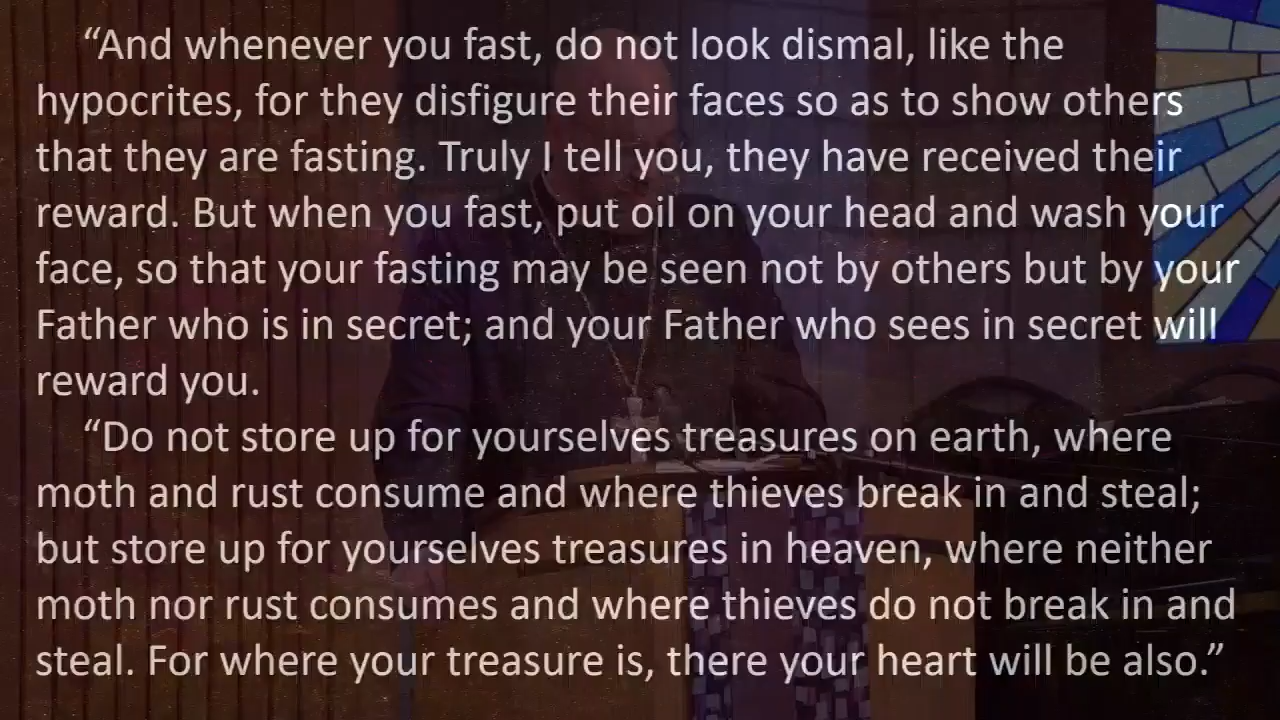 “And whenever you fast, do not look dismal, like the
hypocrites, for they disfigure their faces so as to show others
that they are fasting. Truly I tell you, they have received their
reward. But when you fast, put oil on your head and wash your
face, so that your fasting may be seen not by others but by your
Father who is in secret; and your Father who sees in secret will
reward you.
“Do not store up for yourselves treasures on earth, where
moth and rust consume and where thieves break in and steal;
but store up for yourselves treasures in heaven, where neither
moth nor rust consumes and where thieves do not break in and
steal. For where your treasure is, there your heart will be also.”